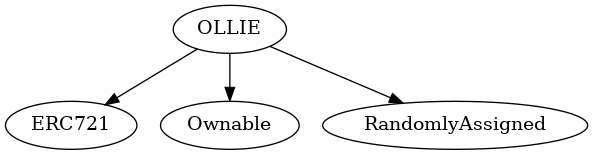 OLLIE
ERC721
Ownable
RandomlyAssigned